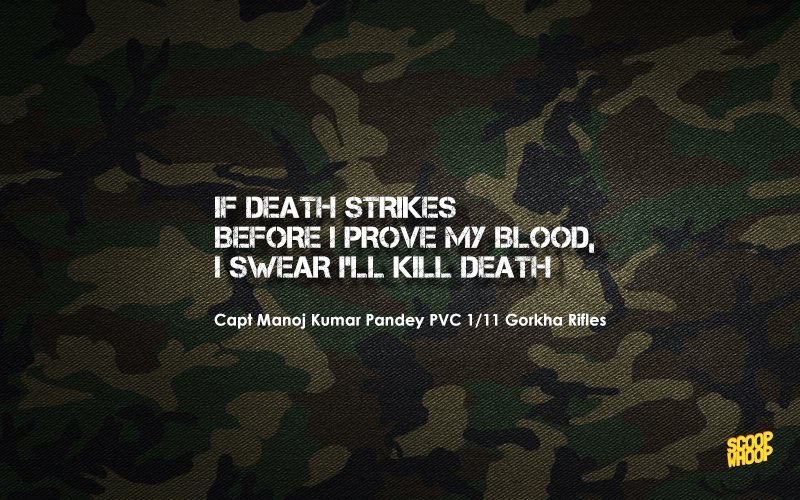 IF DEATH STRIKES
BEFORE I PROVE MY BLOOD,
I SWEAR I'LL KILL DEATH
Capt Manoj Kumar Pandey PVC 1/11 Gorkha Rifles
SCOOP
WHOOP